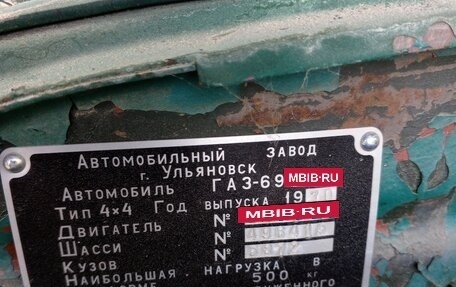 Автомобильный завод
г. Ульяновск
Автомобиль ГАЗ-69 MBIB.RU
Тип 4×4 Год выпуска 19
Двигатель № MBIB.RU
Шасси №
Кузов №
Наибольшая нагрузка в
500 кг